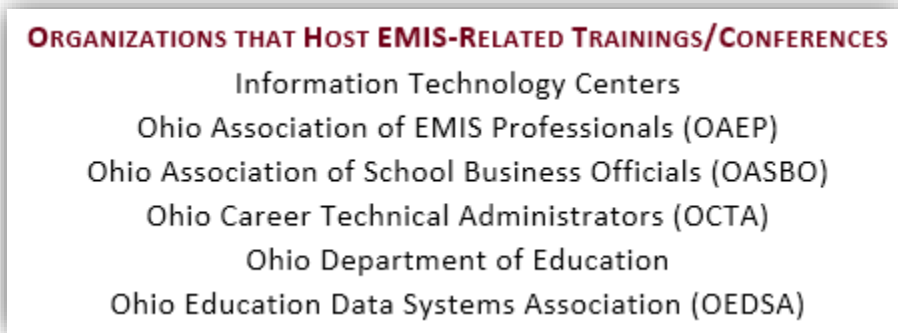 ORGANIZATIONS THAT HOST EMIS-RELATED TRAININGS/CONFERENCES
Information Technology Centers
Ohio Association of EMIS Professionals (OAEP)
Ohio Association of School Business Officials (OASBO)
Ohio Career Technical Administrators (OCTA)
Ohio Department of Education
Ohio Education Data Systems Association (OEDSA)